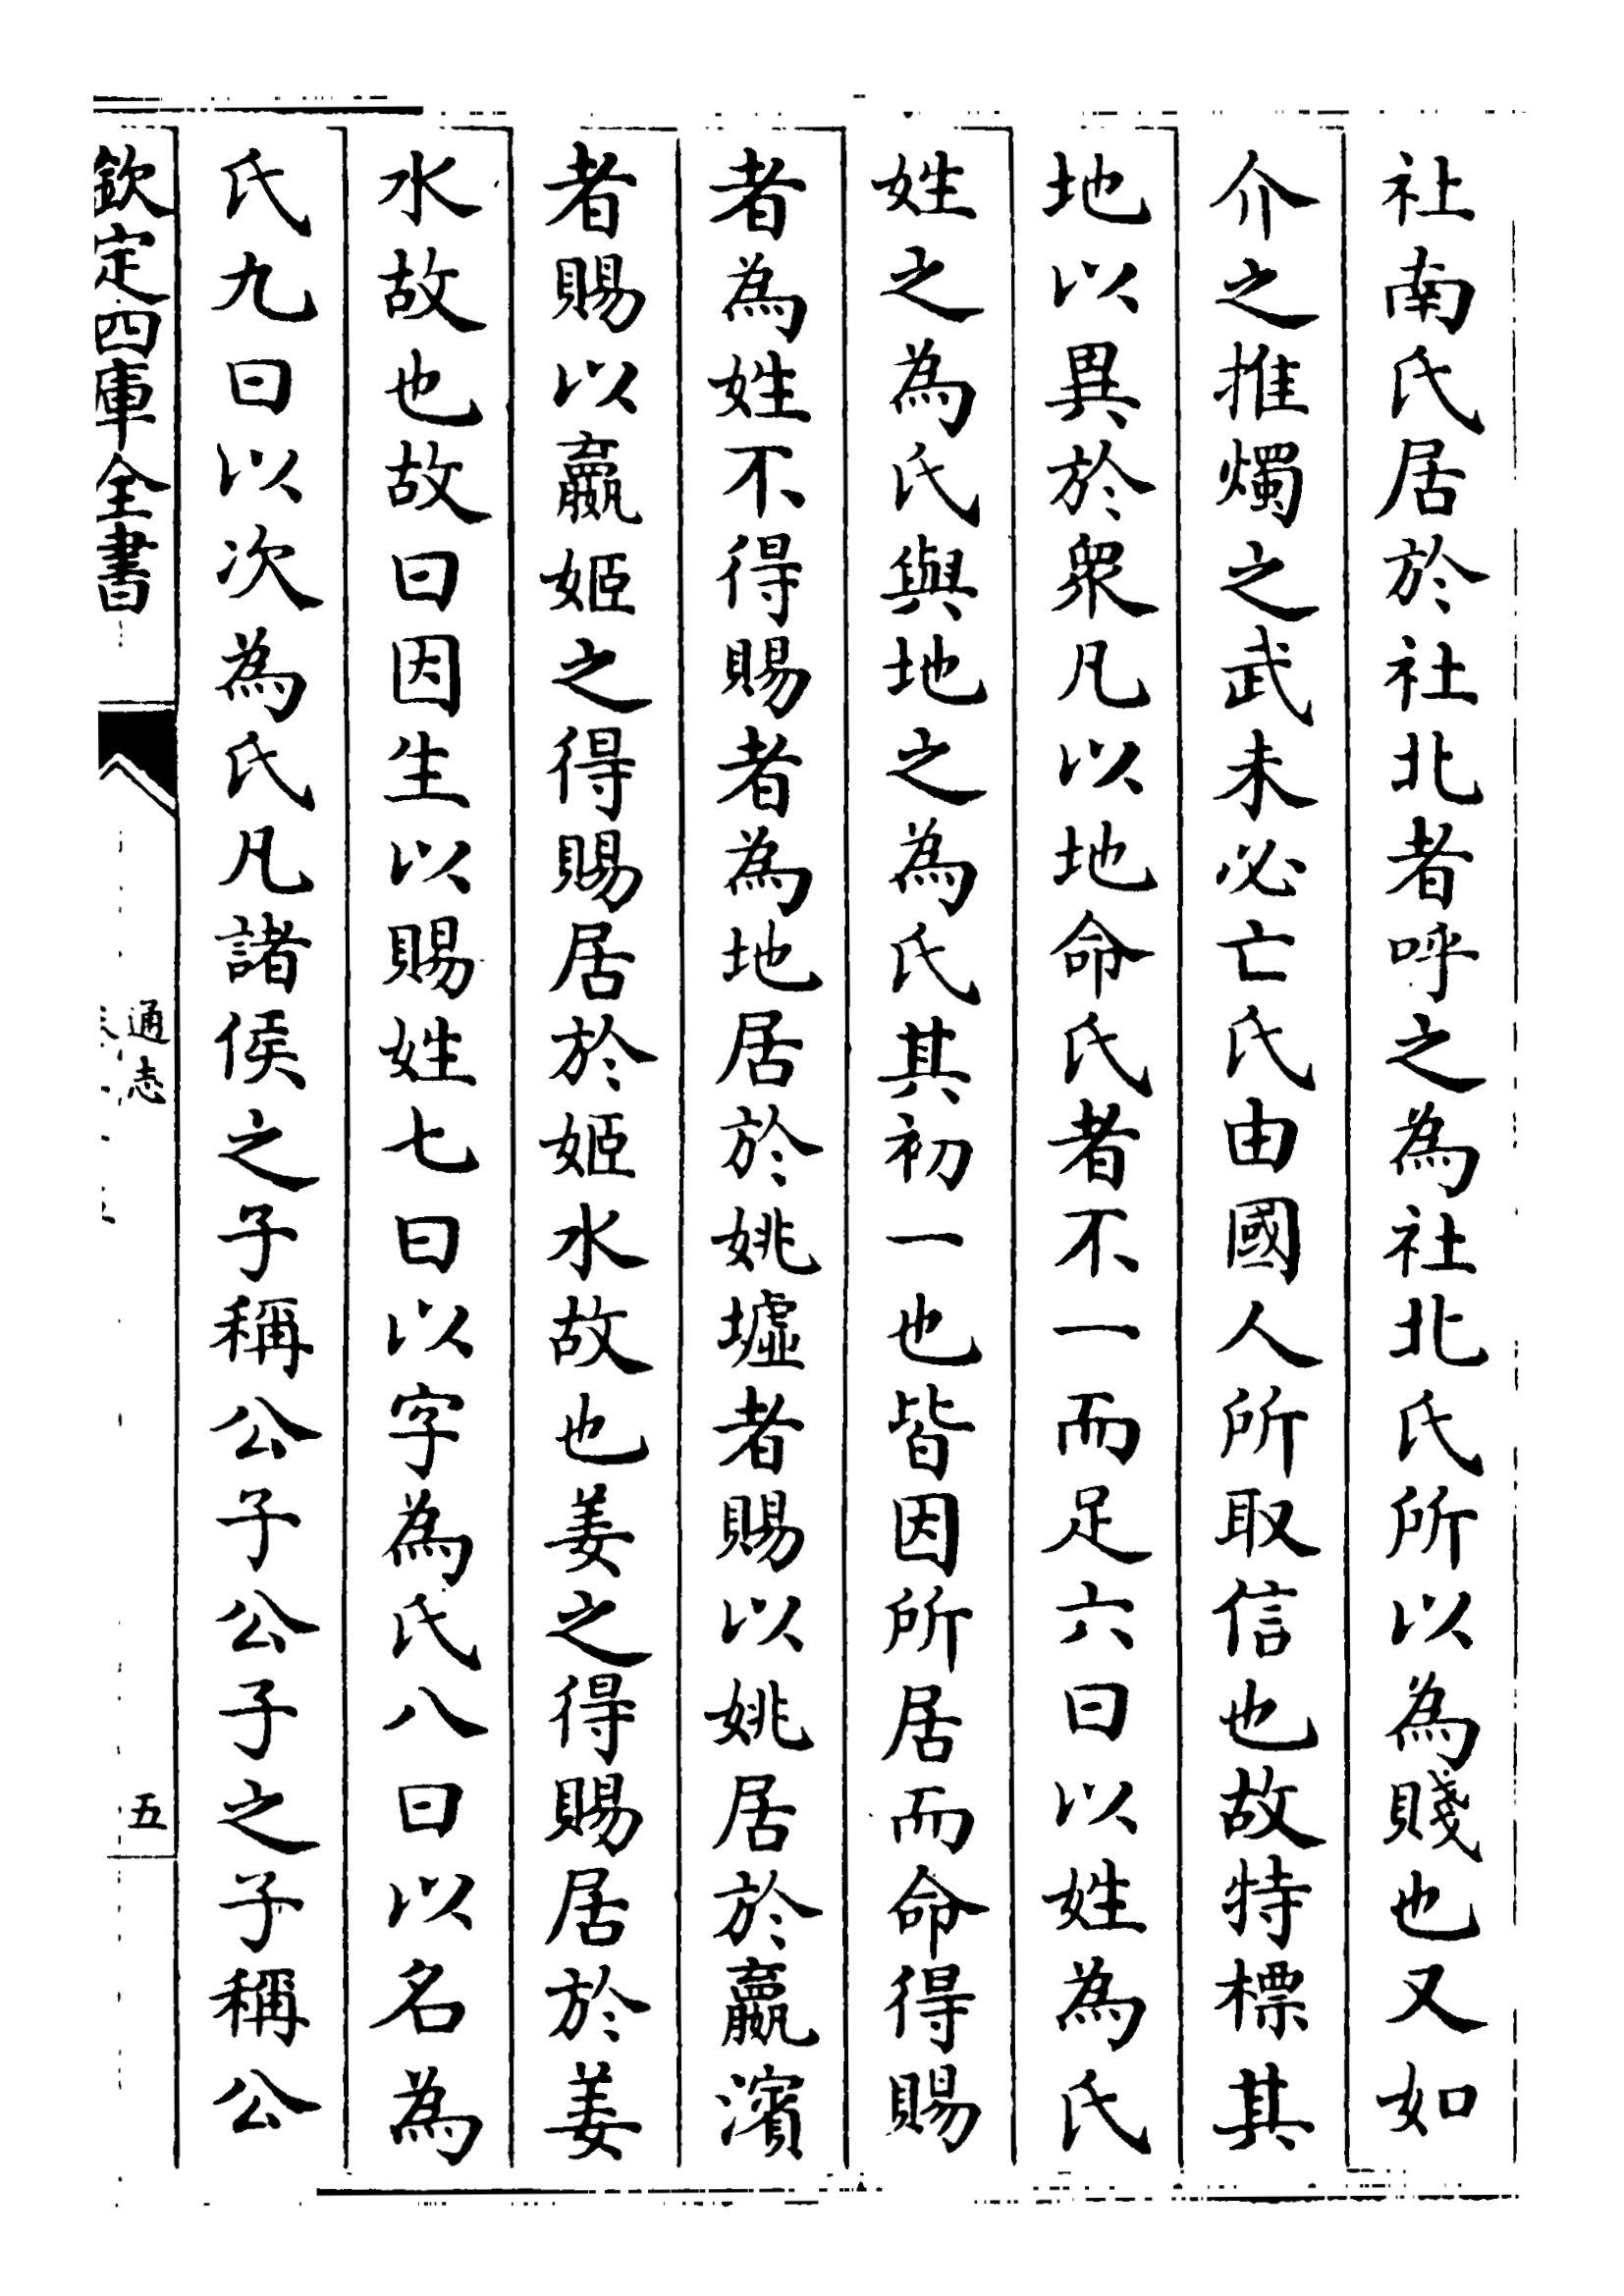 社南氏居於社北者呼之為社北氏所以為賤也又如
介之推燭之武未必亡氏由國人所取信也故特標其
地以異於衆凡以地命氏者不一而足六曰以姓為氏
姓之為氏與地之為氏其初一也皆因所居而命得賜
者為姓不得賜者為地居於姚墟者賜以姚居於嬴濱
者賜以嬴姬之得賜居於姬水故也姜之得賜居於姜
水故也故曰因生以賜姓七曰以字為氏八曰以名為
氏九曰以次為氏凡諸侯之子稱公子公子之子稱公
欽定四庫全書
通志
五